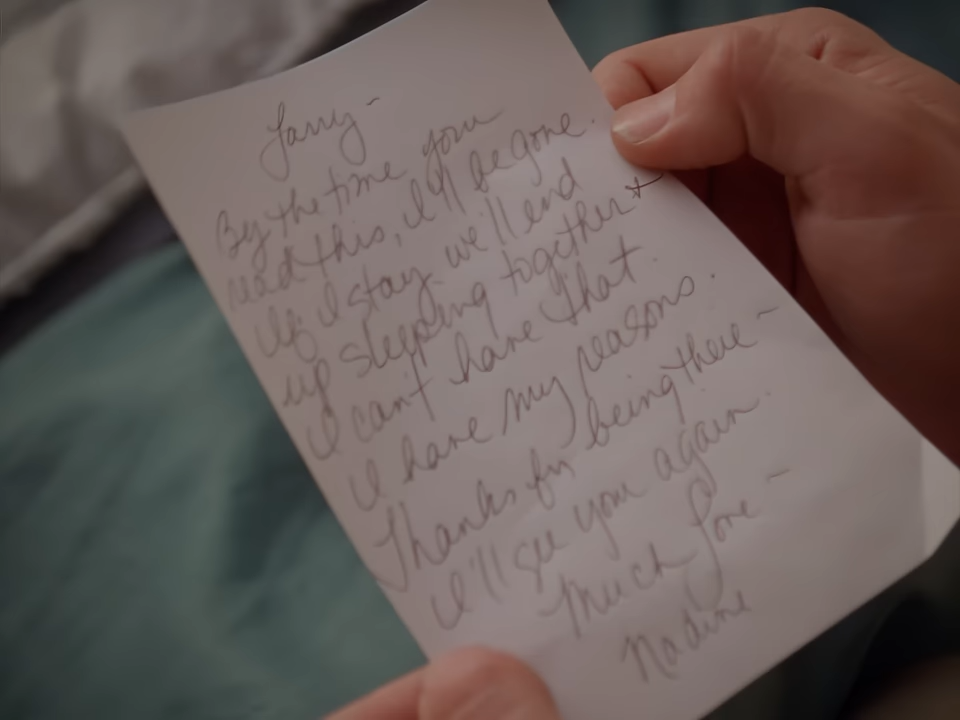 Larry -
By the time you
read this, I'll be gone.
If I stay we'll end
up sleeping together +
I can't have that.
I have my reasons.
Thanks for being there -
I'll see you again.
Much Love -
Nadine